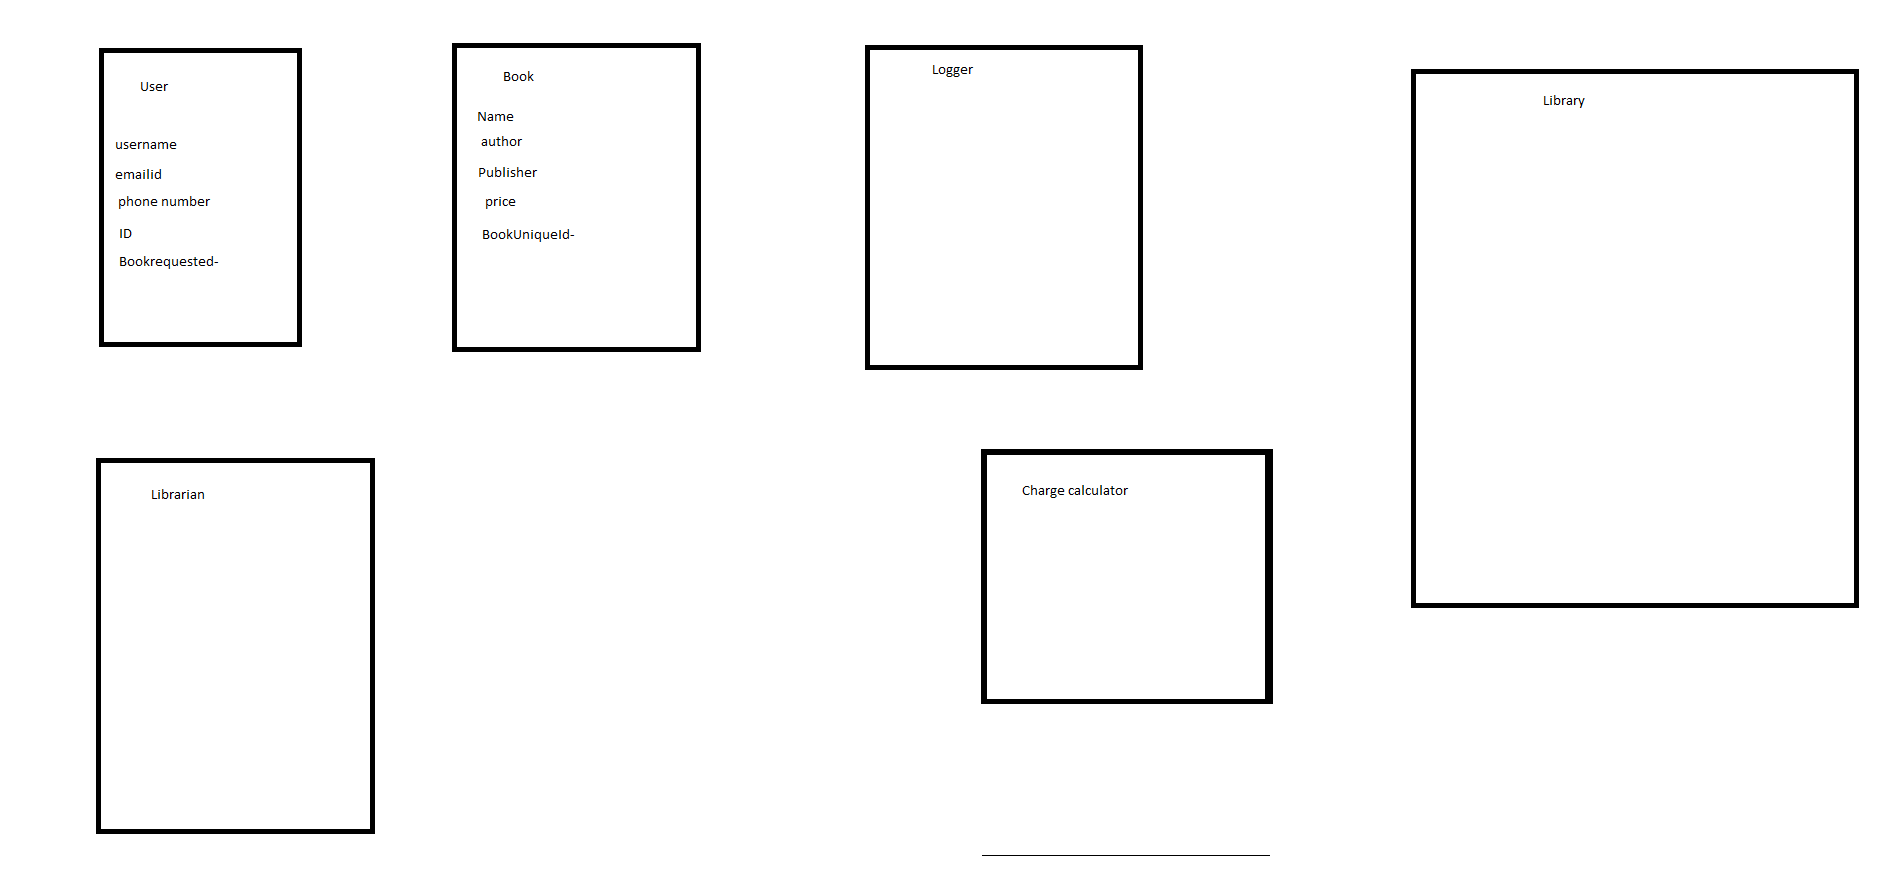 User
username
emailid
phone number
ID
Bookrequested-
Book
Name
author
Publisher
price
BookUniqueId-
Logger
Library
Librarian
Charge calculator